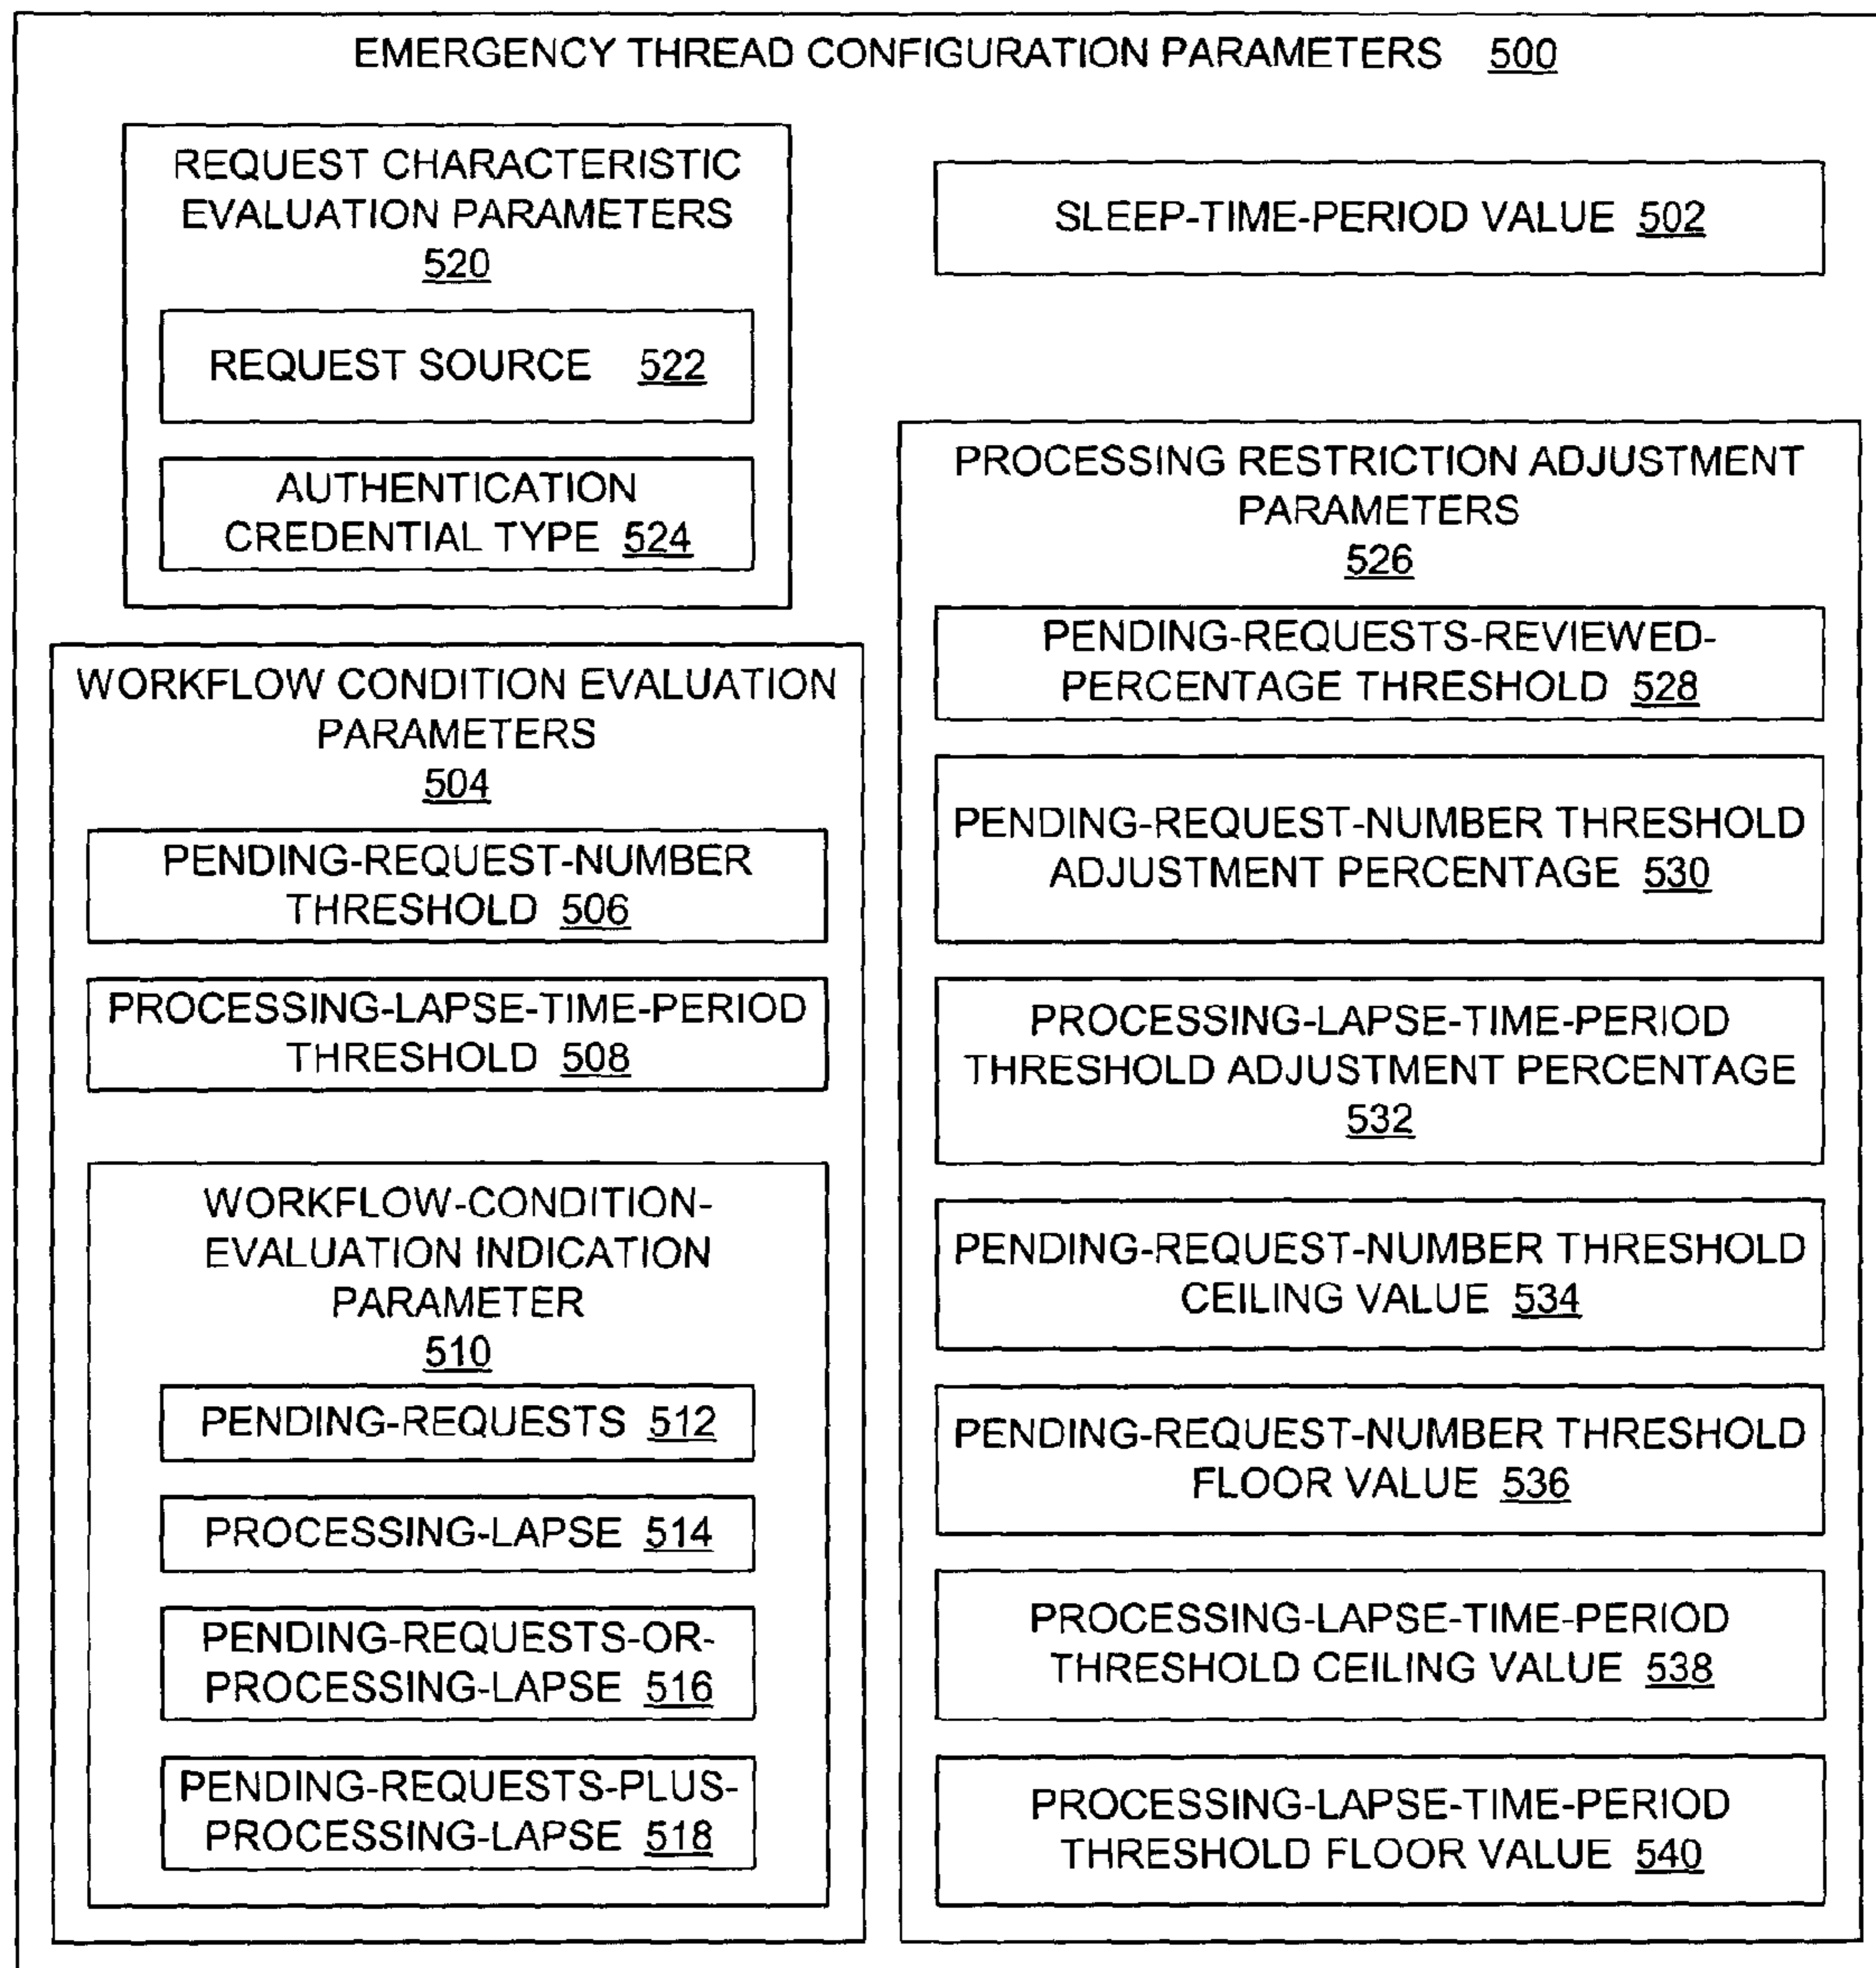 EMERGENCY THREAD CONFIGURATION PARAMETERS 500
REQUEST CHARACTERISTIC
EVALUATION PARAMETERS
520
REQUEST SOURCE 522
AUTHENTICATION
CREDENTIAL TYPE 524
WORKFLOW CONDITION EVALUATION
PARAMETERS
504
PENDING-REQUEST-NUMBER
THRESHOLD 506
PROCESSING-LAPSE-TIME-PERIOD
THRESHOLD 508
WORKFLOW-CONDITION-
EVALUATION INDICATION
PARAMETER
510
PENDING-REQUESTS 512
PROCESSING-LAPSE 514
PENDING-REQUESTS-OR-
PROCESSING-LAPSE 516
PENDING-REQUESTS-PLUS-
PROCESSING-LAPSE 518
SLEEP-TIME-PERIOD VALUE 502
PROCESSING RESTRICTION ADJUSTMENT
PARAMETERS
526
PENDING-REQUESTS-REVIEWED-
PERCENTAGE THRESHOLD 528
PENDING-REQUEST-NUMBER THRESHOLD
ADJUSTMENT PERCENTAGE 530
PROCESSING-LAPSE-TIME-PERIOD
THRESHOLD ADJUSTMENT PERCENTAGE
532
PENDING-REQUEST-NUMBER THRESHOLD
CEILING VALUE 534
PENDING-REQUEST-NUMBER THRESHOLD
FLOOR VALUE 536
PROCESSING-LAPSE-TIME-PERIOD
THRESHOLD CEILING VALUE 538
PROCESSING-LAPSE-TIME-PERIOD
THRESHOLD FLOOR VALUE 540